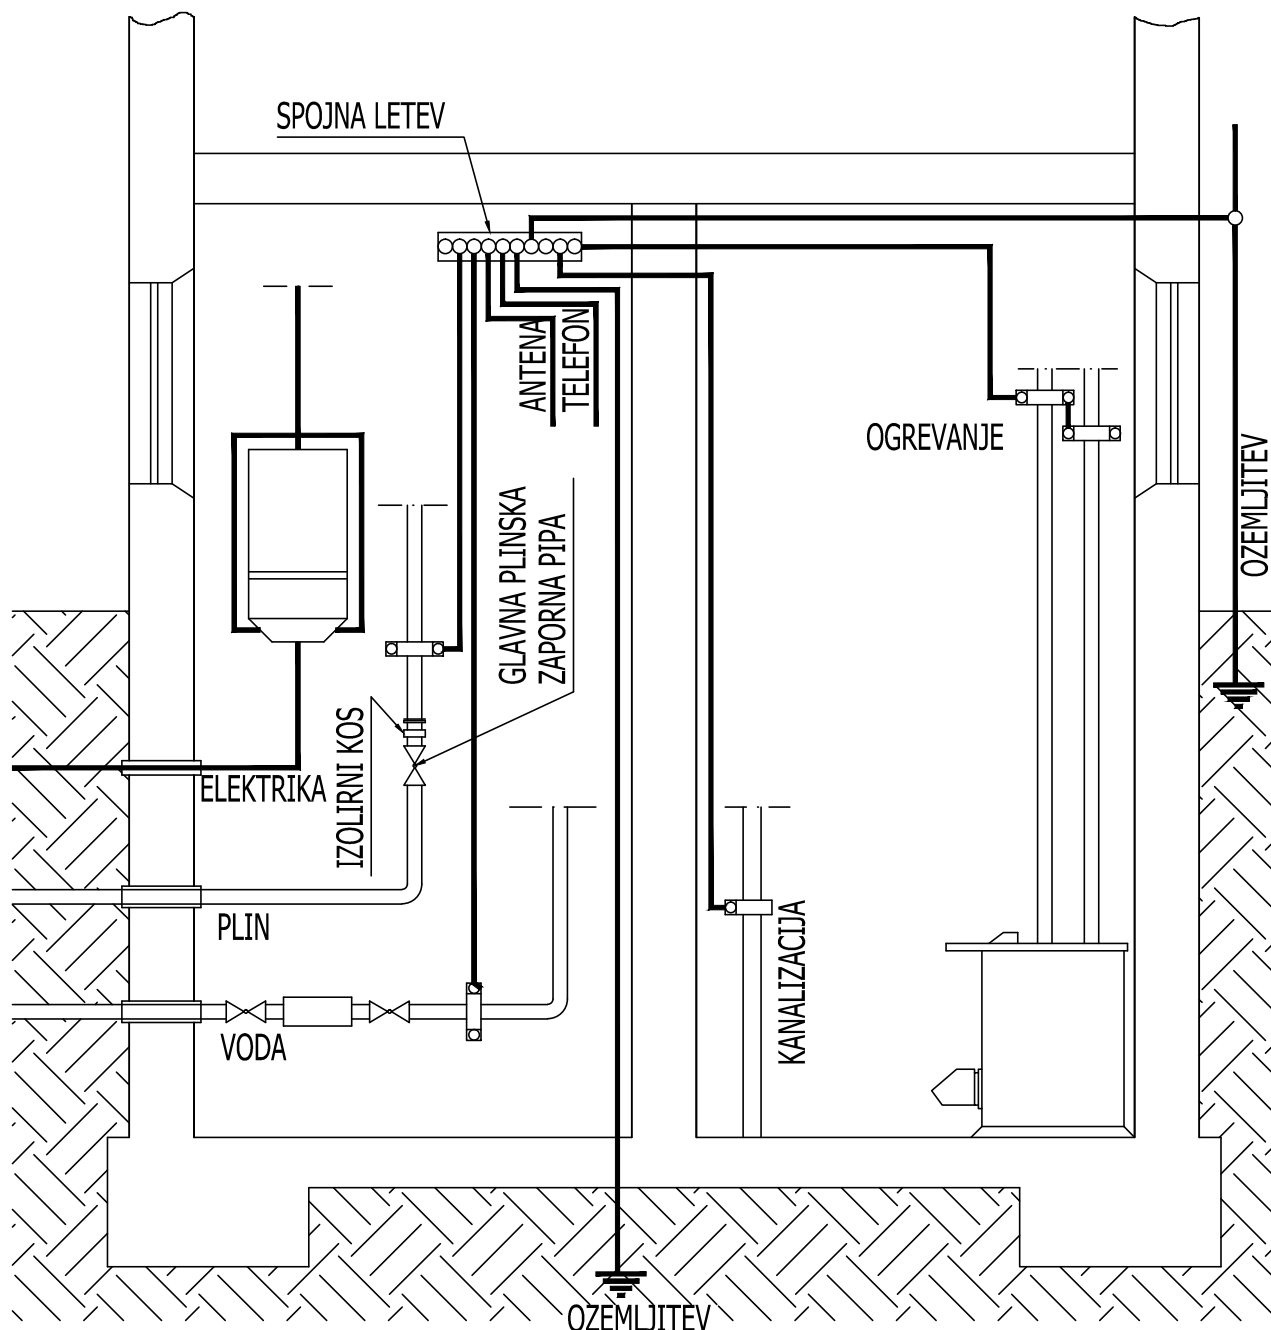 SPOJNA LETEV
ANTENA
TELEFON
OGREVANJE
OZEMLJITEV
GLAVNA PLINSKA
ZAPORNA PIPA
IZOLIRNI KOS
ELEKTRIKA
PLIN
KANALIZACIJA
VODA
OZEMLJITEV